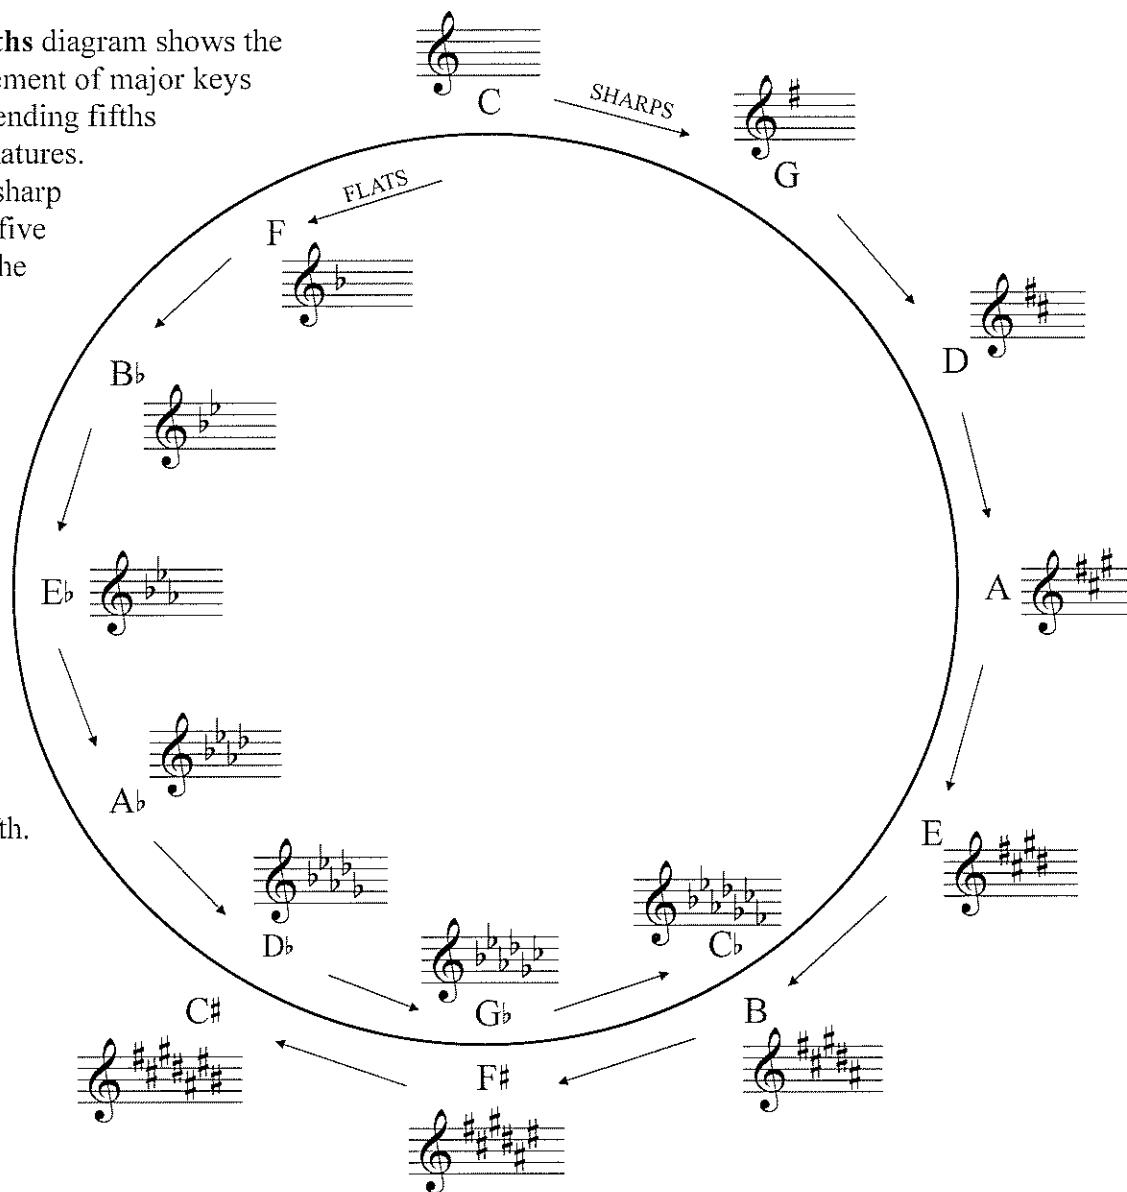 ths diagram shows the
ement of major keys
ending fifths
atures.
sharp
five
he
th.
C
SHARPS
G
FLATS
F
D
B♭
E♭
A
A♭
E
D♭
C♭
G♭
C♯
B
F♯